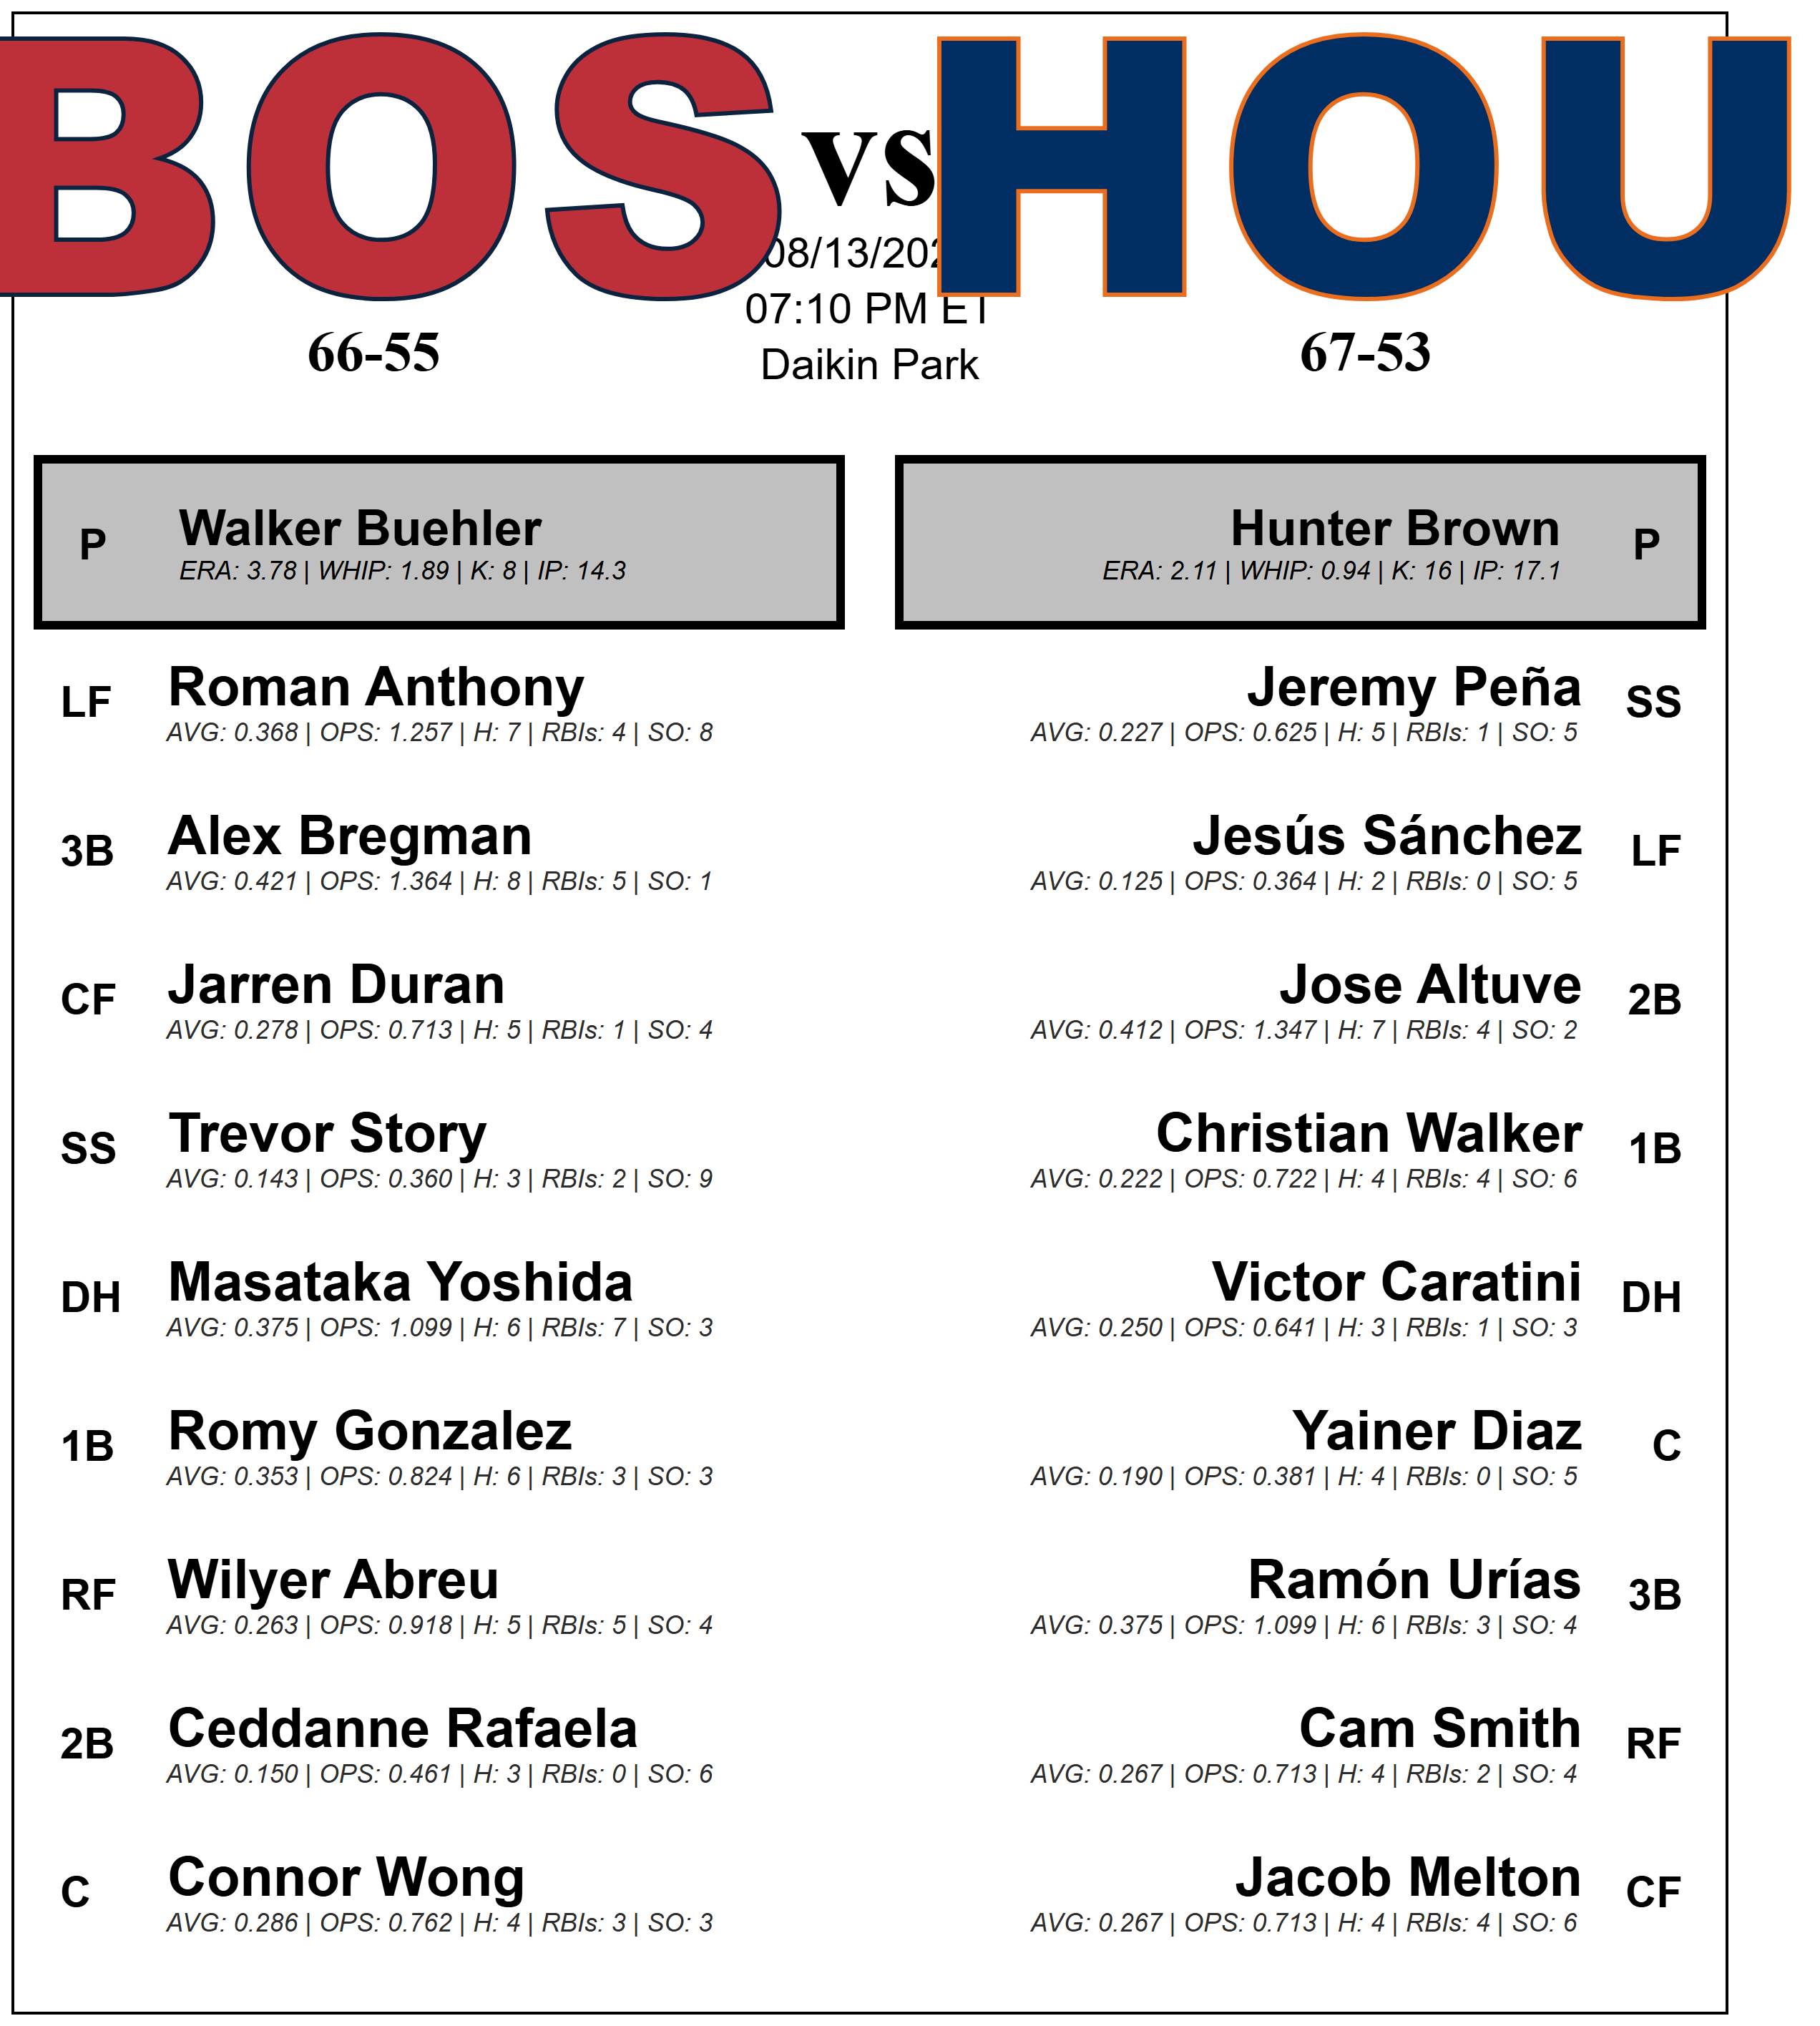 BOS vs HOU
07:10 PM ET
Daikin Park
66-55
67-53
P
Walker Buehler
ERA: 3.78 | WHIP: 1.89 | K: 8 | IP: 14.3
Hunter Brown
P
ERA: 2.11 | WHIP: 0.94 | K: 16 | IP: 17.1
LF
Roman Anthony
AVG: 0.368 | OPS: 1.257 | H: 7 | RBIs: 4 | SO: 8
Jeremy Peña
SS
AVG: 0.227 | OPS: 0.625 | H: 5 | RBIs: 1 | SO: 5
3B
Alex Bregman
AVG: 0.421 | OPS: 1.364 | H: 8 | RBIs: 5 | SO: 1
Jesús Sánchez
LF
AVG: 0.125 | OPS: 0.364 | H: 2 | RBIs: 0 | SO: 5
CF
Jarren Duran
AVG: 0.278 | OPS: 0.713 | H: 5 | RBIs: 1 | SO: 4
Jose Altuve
2B
AVG: 0.412 | OPS: 1.347 | H: 7 | RBIs: 4 | SO: 2
SS
Trevor Story
AVG: 0.143 | OPS: 0.360 | H: 3 | RBIs: 2 | SO: 9
Christian Walker
1B
AVG: 0.222 | OPS: 0.722 | H: 4 | RBIs: 4 | SO: 6
DH
Masataka Yoshida
AVG: 0.375 | OPS: 1.099 | H: 6 | RBIs: 7 | SO: 3
Victor Caratini
DH
AVG: 0.250 | OPS: 0.641 | H: 3 | RBIs: 1 | SO: 3
1B
Romy Gonzalez
AVG: 0.353 | OPS: 0.824 | H: 6 | RBIs: 3 | SO: 3
Yainer Diaz
C
AVG: 0.190 | OPS: 0.381 | H: 4 | RBIs: 0 | SO: 5
RF
Wilyer Abreu
AVG: 0.263 | OPS: 0.918 | H: 5 | RBIs: 5 | SO: 4
Ramón Urías
3B
AVG: 0.375 | OPS: 1.099 | H: 6 | RBIs: 3 | SO: 4
2B
Ceddanne Rafaela
AVG: 0.150 | OPS: 0.461 | H: 3 | RBIs: 0 | SO: 6
Cam Smith
RF
AVG: 0.267 | OPS: 0.713 | H: 4 | RBIs: 2 | SO: 4
C
Connor Wong
AVG: 0.286 | OPS: 0.762 | H: 4 | RBIs: 3 | SO: 3
Jacob Melton
CF
AVG: 0.267 | OPS: 0.713 | H: 4 | RBIs: 4 | SO: 6